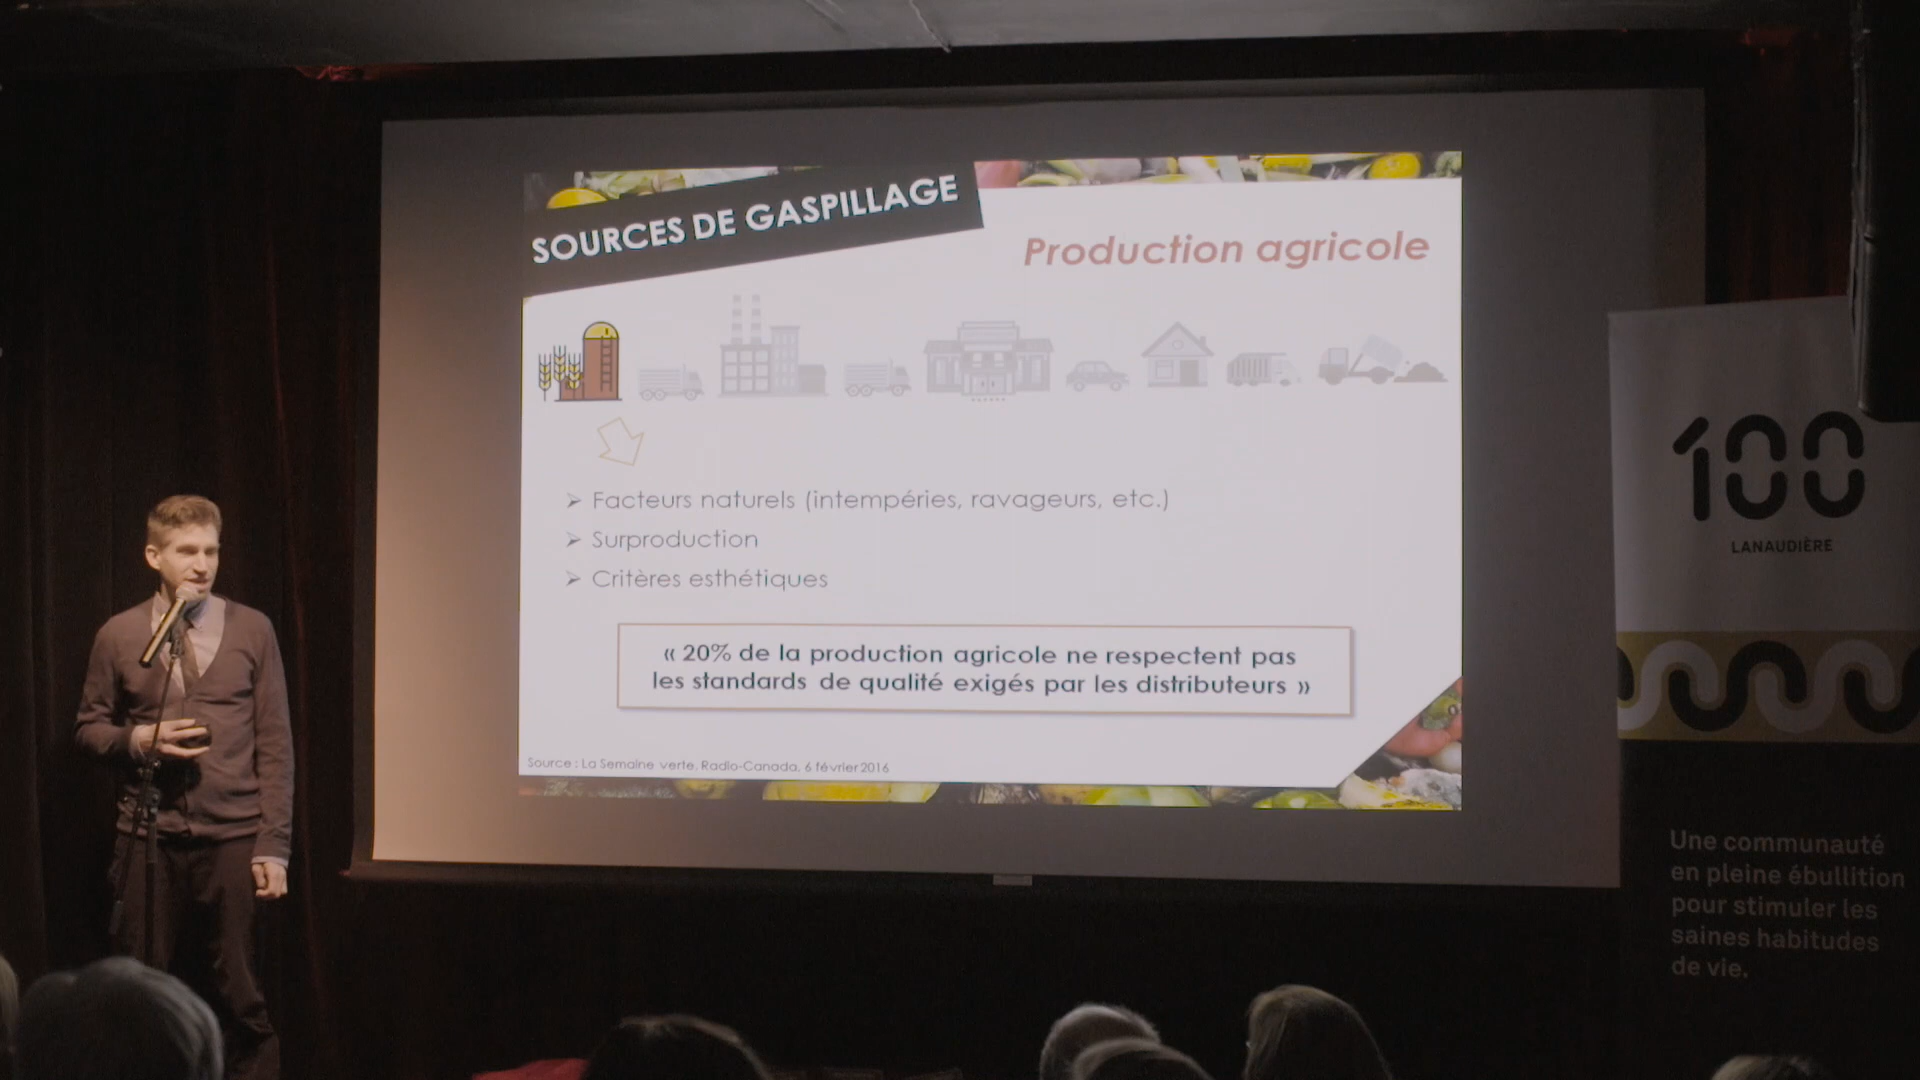 SOURCES DE GASPILLAGE
Production agricole
➢ Facteurs naturels (intempéries, ravageurs, etc.)
➢ Surproduction
➢ Critères esthétiques
« 20% de la production agricole ne respectent pas
les standards de qualité exigés par les distributeurs »
Source : La Semaine verte, Radio-Canada, 6 février 2016
100
LANAUDIÈRE
Une communauté
en pleine ébullition
pour stimuler les
saines habitudes
de vie.